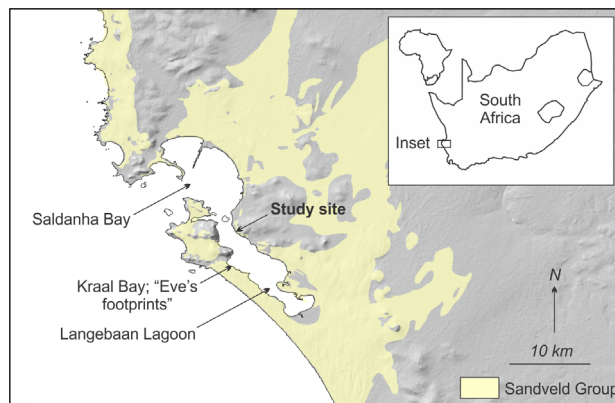 South
Africa
Inset
Saldanha Bay
Study site
Kraal Bay; “Eve’s
footprints”
Langebaan Lagoon
N
10 km
Sandveld Group